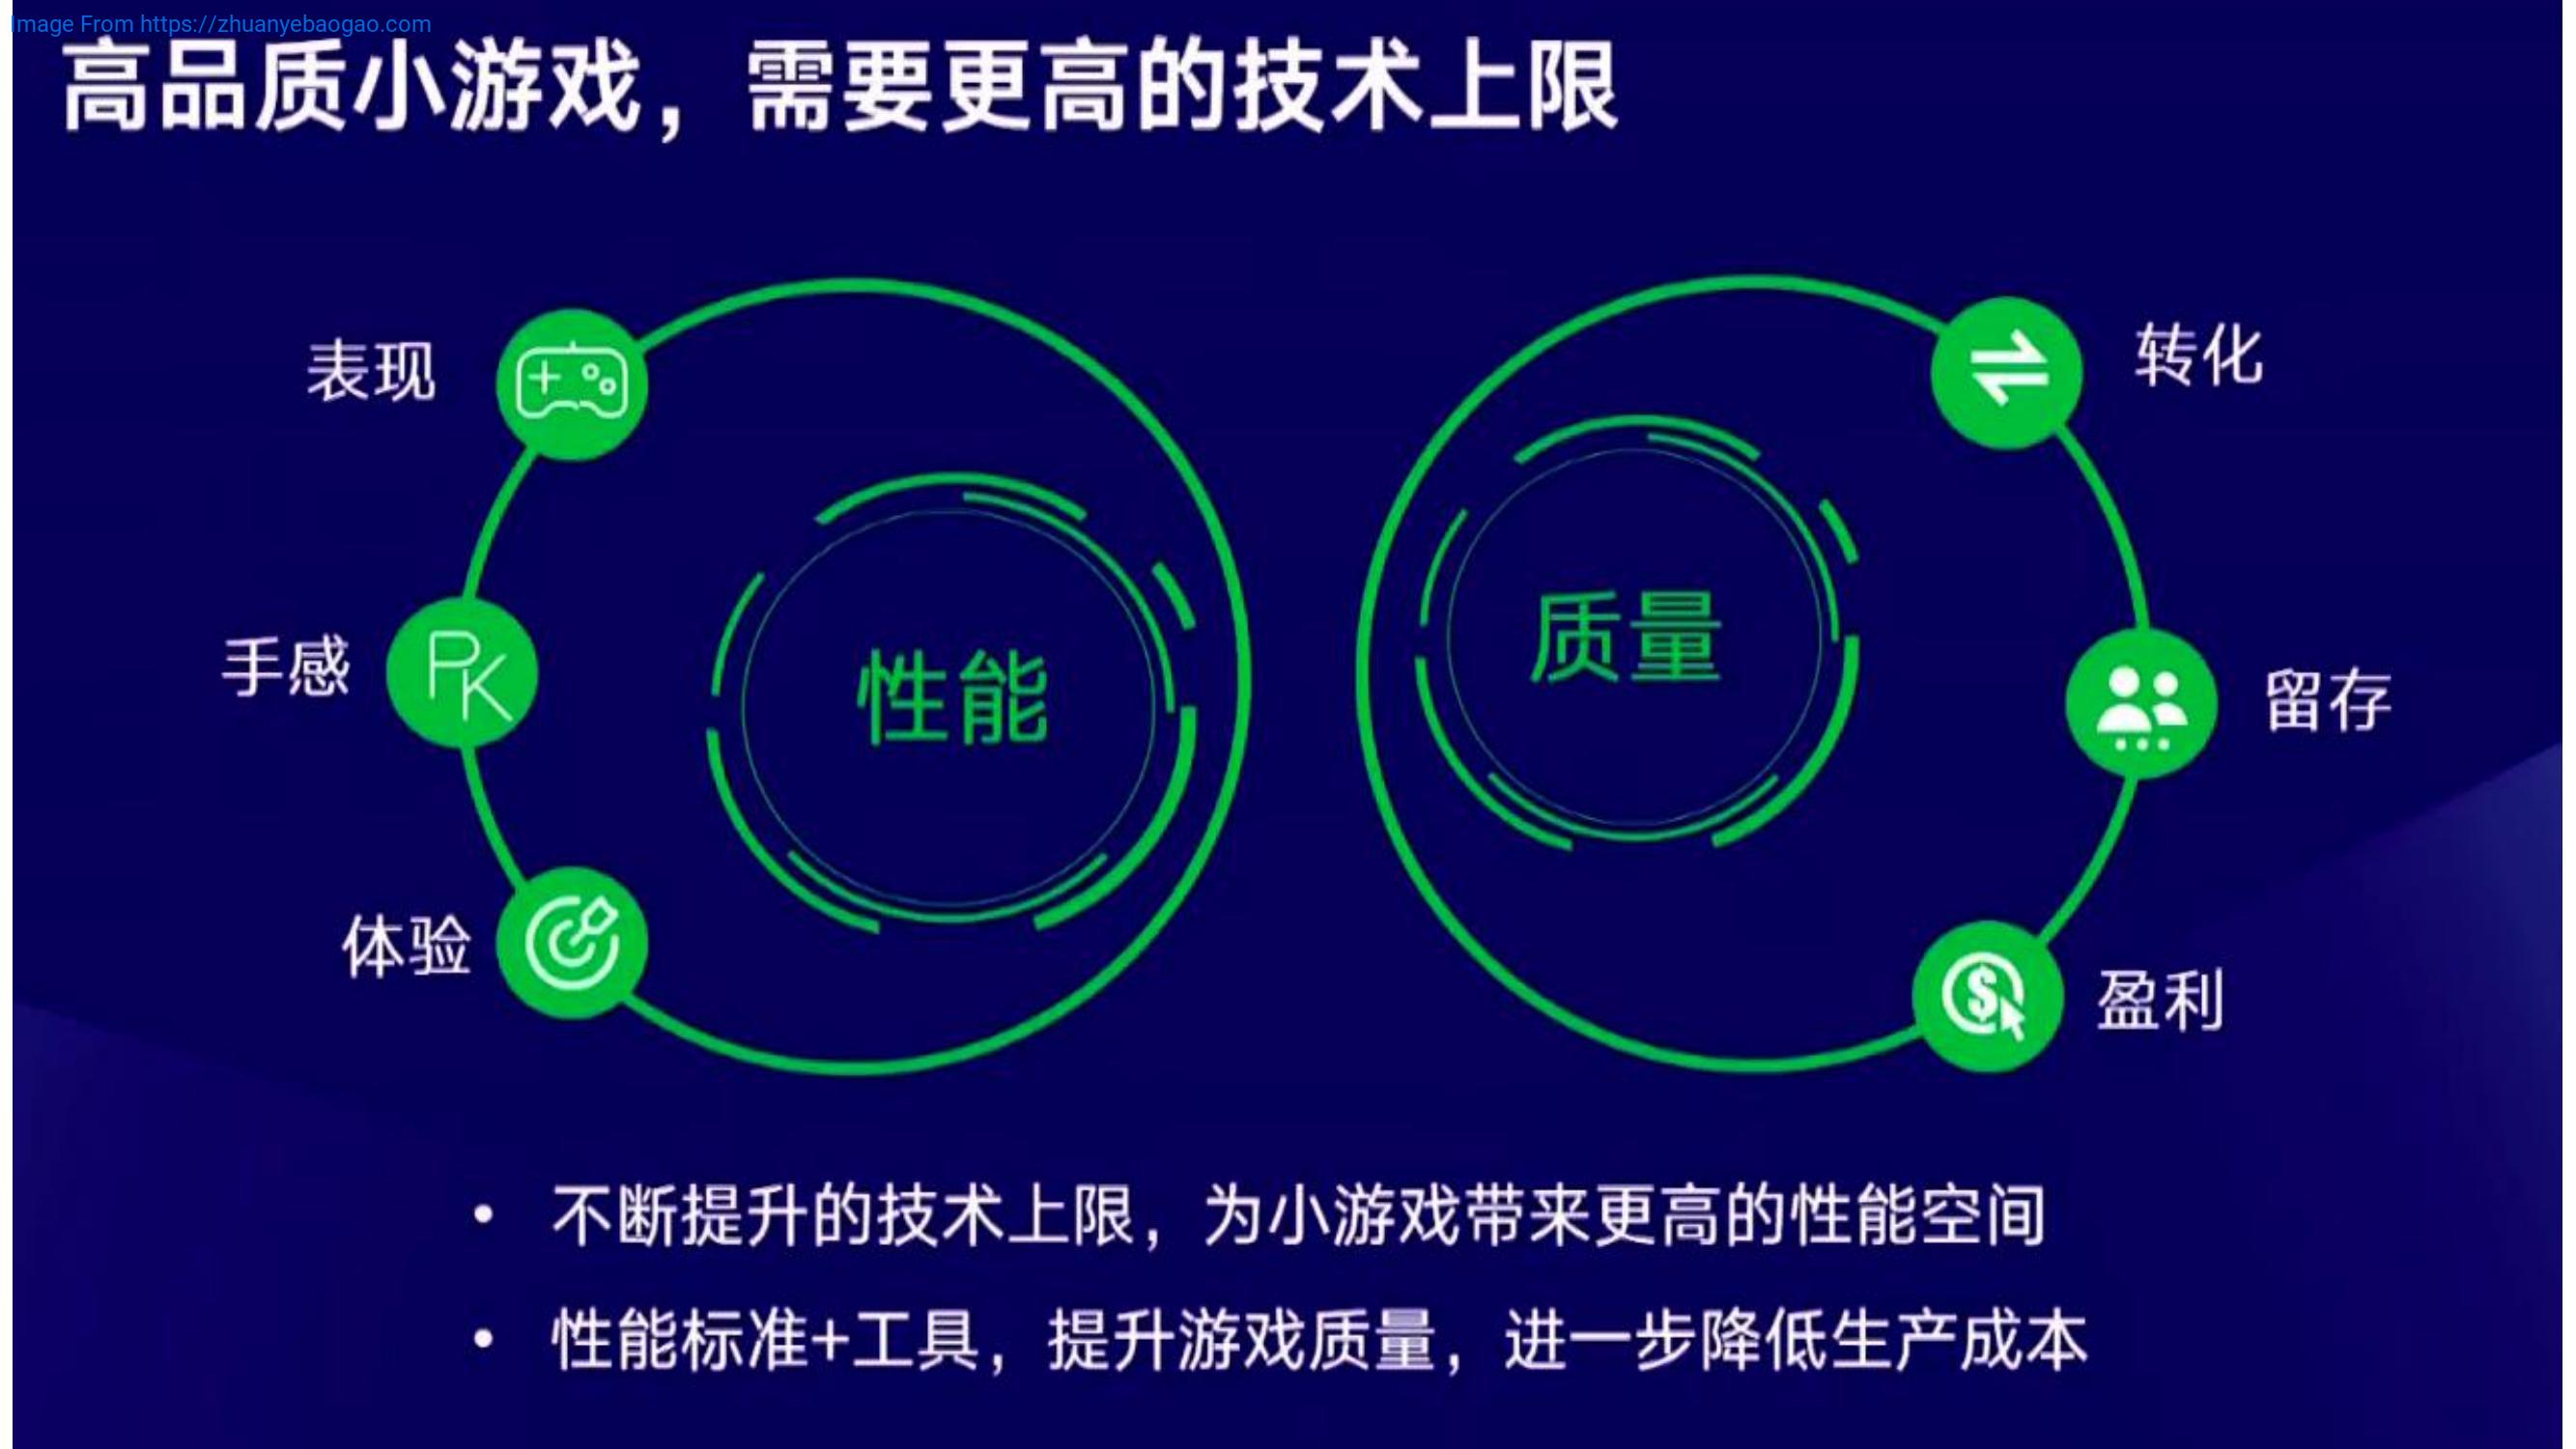 Image From https://zhuanyebaogao.com
高品质小游戏，需要更高的技术上限
表现
手感
PK
体验
性能
质量
转化
留存
$
盈利
• 不断提升的技术上限，为小游戏带来更高的性能空间
• 性能标准+工具，提升游戏质量，进一步降低生产成本